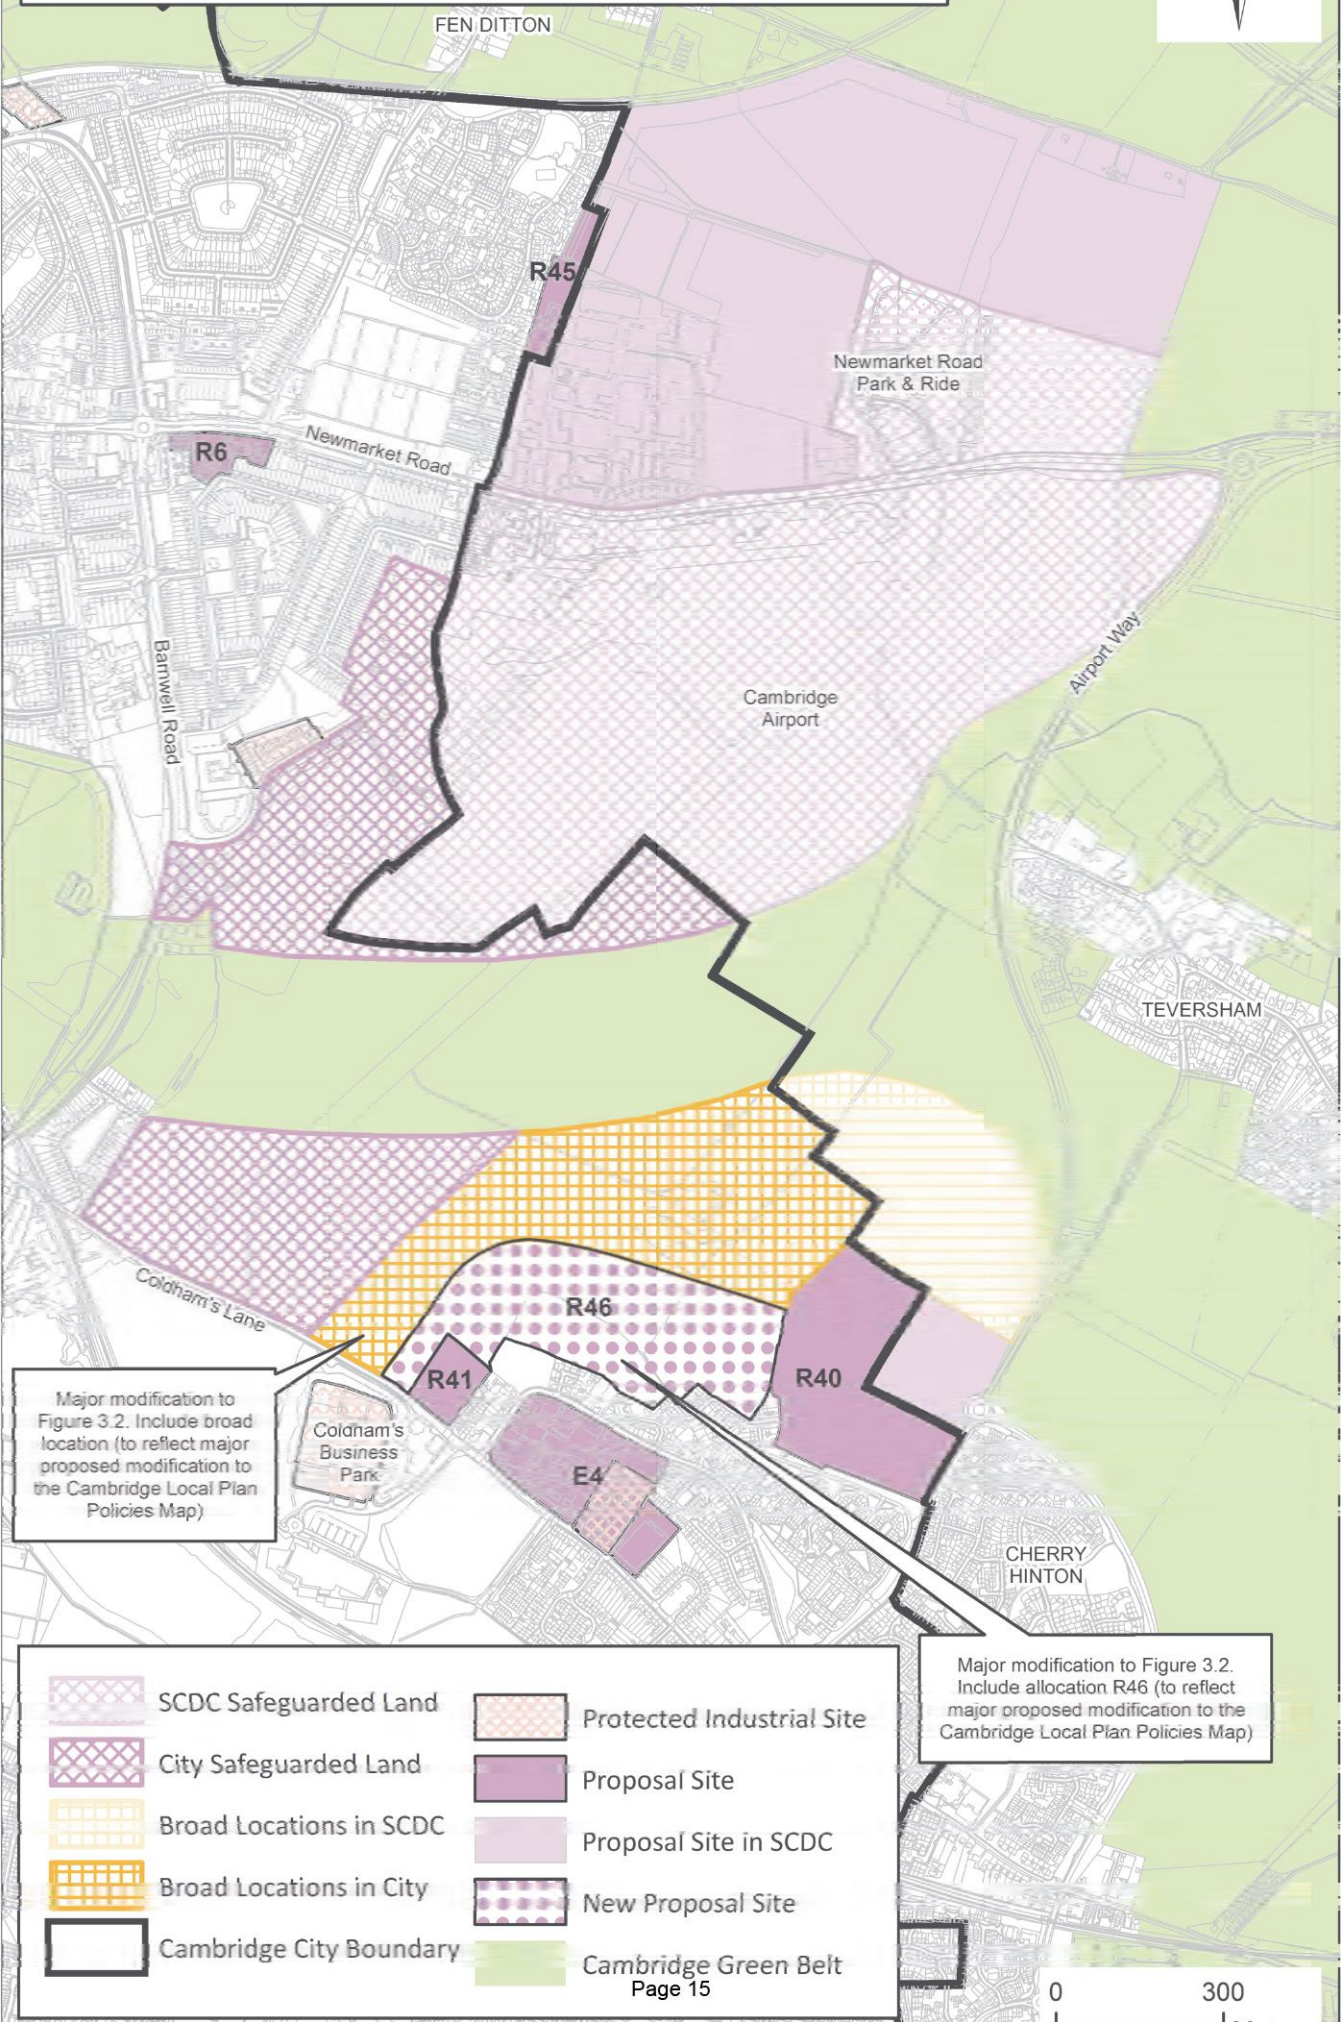 FEN DITTON
R45
Newmarket Road
Park & Ride
R6
Newmarket Road
Barnwell Road
Airport Way
Cambridge
Airport
TEVERSHAM
Coldham's Lane
R46
R41
R40
Major modification to
Figure 3.2. Include broad
location (to reflect major
proposed modification to
the Cambridge Local Plan
Policies Map)
Coldham's
Business
Park
E4
CHERRY
HINTON
Major modification to Figure 3.2.
Include allocation R46 (to reflect
major proposed modification to the
Cambridge Local Plan Policies Map)
SCDC Safeguarded Land
City Safeguarded Land
Broad Locations in SCDC
Broad Locations in City
Cambridge City Boundary
Protected Industrial Site
Proposal Site
Proposal Site in SCDC
New Proposal Site
Cambridge Green Belt
Page 15
0 300